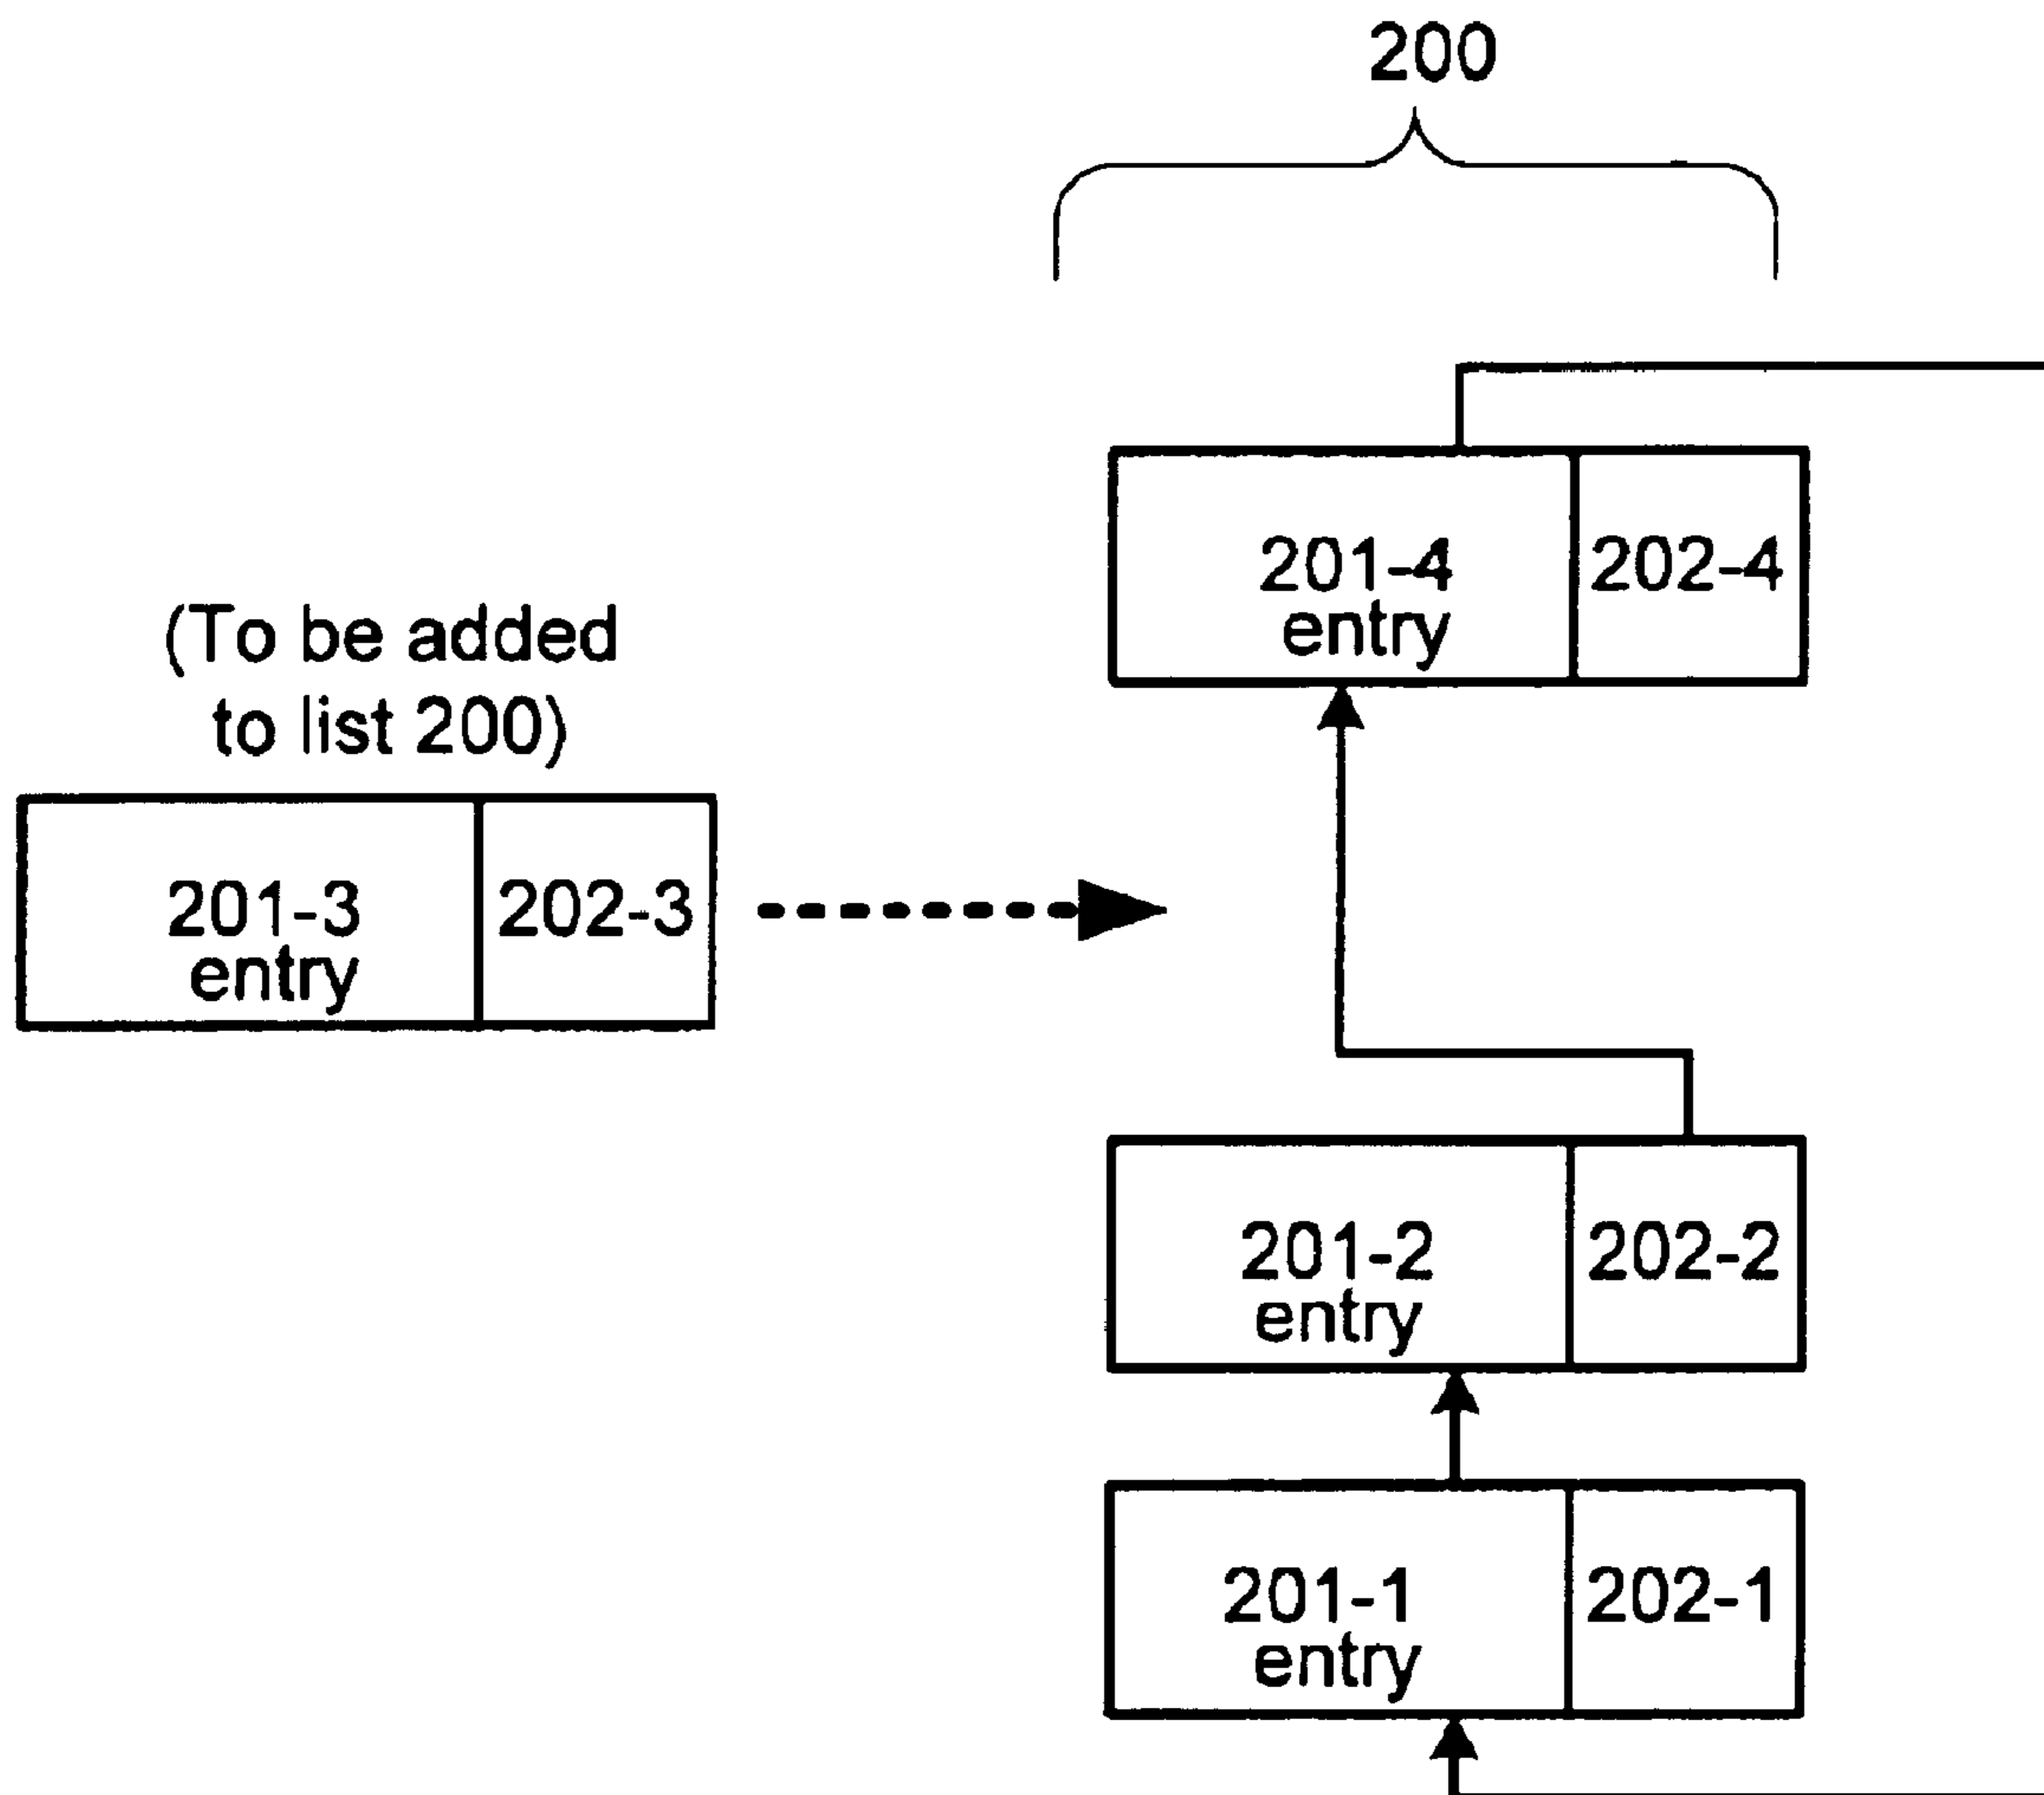 200
201-4 202-4
entry
(To be added
to list 200)
201-3 202-3
entry
201-2 202-2
entry
201-1 202-1
entry